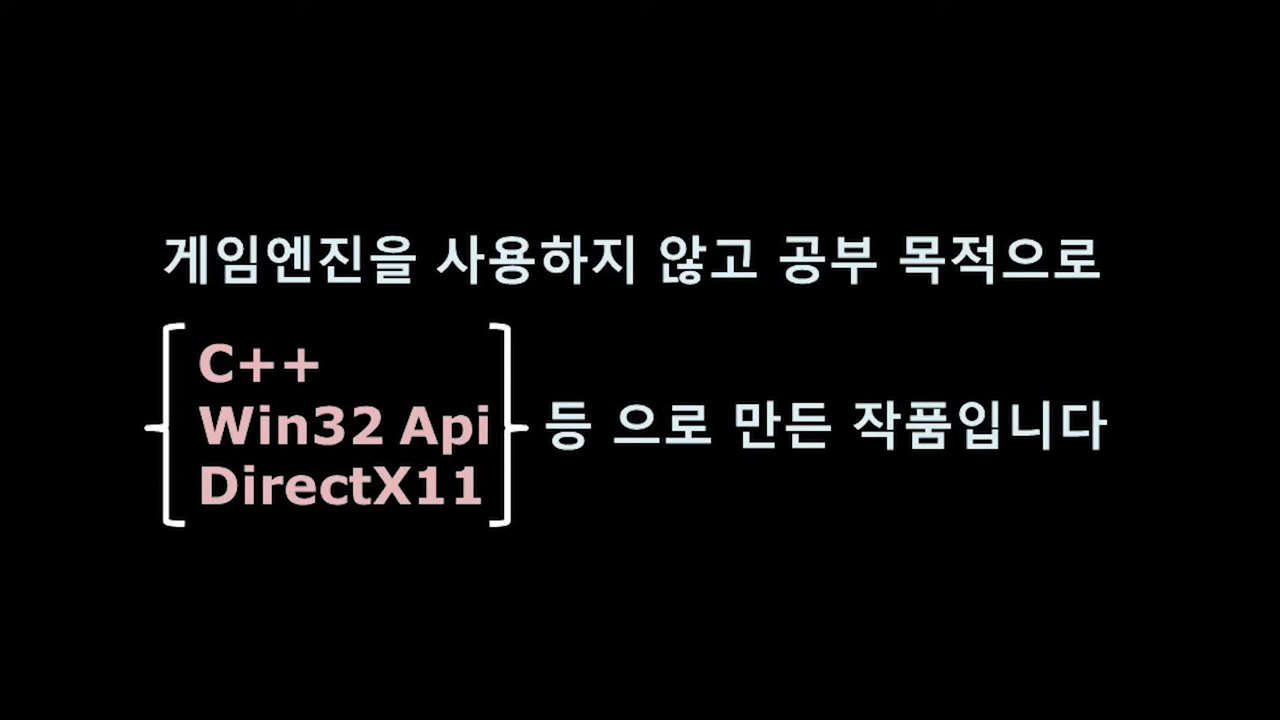 게임엔진을 사용하지 않고 공부 목적으로
C++
Win32 Api
DirectX11
등 으로 만든 작품입니다